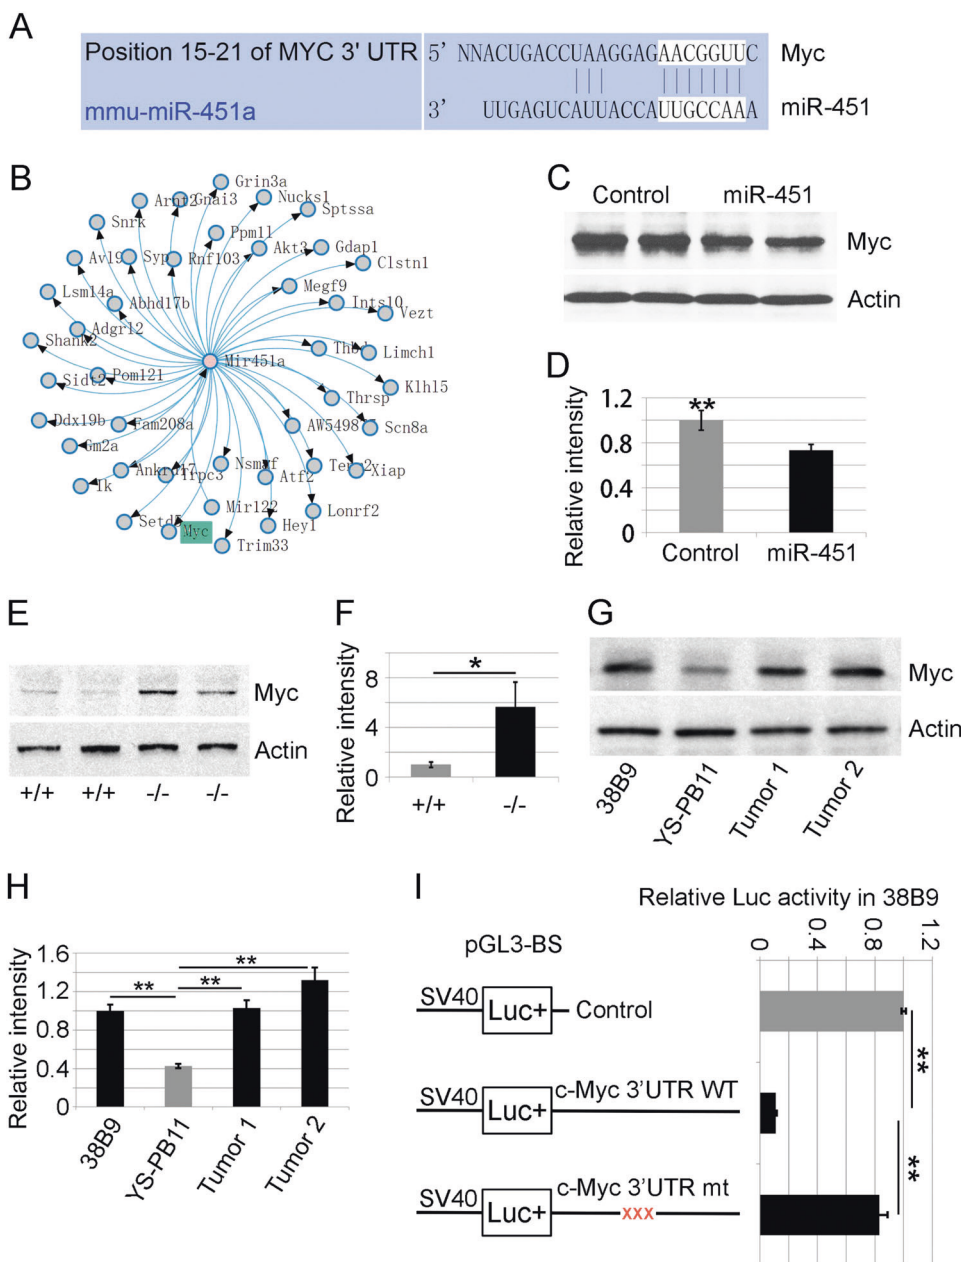 A
Position 15-21 of MYC 3' UTR
5' NNACUGACCUAAGGAGAACGGUUC
Myc
mmu-miR-451a
3' UUGAGUCAUUACCAUUGCCAAA
miR-451
B
Grin3a
Arnt2
Gnai3
Nucks1
Sptssa
Snrk
Ppm1l
Akt3
Gdap1
Avl9
Syp
Rnf103
Clstn1
Lsm14a
Abhd17b
Megf9
Ints10
Vezt
Adgrl2
Shank2
Mir451a
Limch1
Pom121
Klhl5
Thrsp
Ddx19b
Fam208a
AW5498
Scn8a
Gm2a
Trpc3
Atf2
Xiap
Ik
Mir122
Lonrf2
Setd5
Myc
Hey1
Trim33
C
Control miR-451
Myc
Actin
D
Relative intensity
1.2
0.8
0.4
0
**
Control miR-451
E
Myc
Actin
+/+ +/+ -/- -/-
F
Relative intensity
8
4
0
*
+/+ -/-
G
Myc
Actin
38B9 YS-PB11 Tumor 1 Tumor 2
H
Relative intensity
1.6
1.2
0.8
0.4
0
** ** **
38B9 YS-PB11 Tumor 1 Tumor 2
I
Relative Luc activity in 38B9
0 0.4 0.8 1.2
pGL3-BS
SV40 Luc+ Control
**
SV40 Luc+ c-Myc 3'UTR WT
**
SV40 Luc+ c-Myc 3'UTR mt
XXX